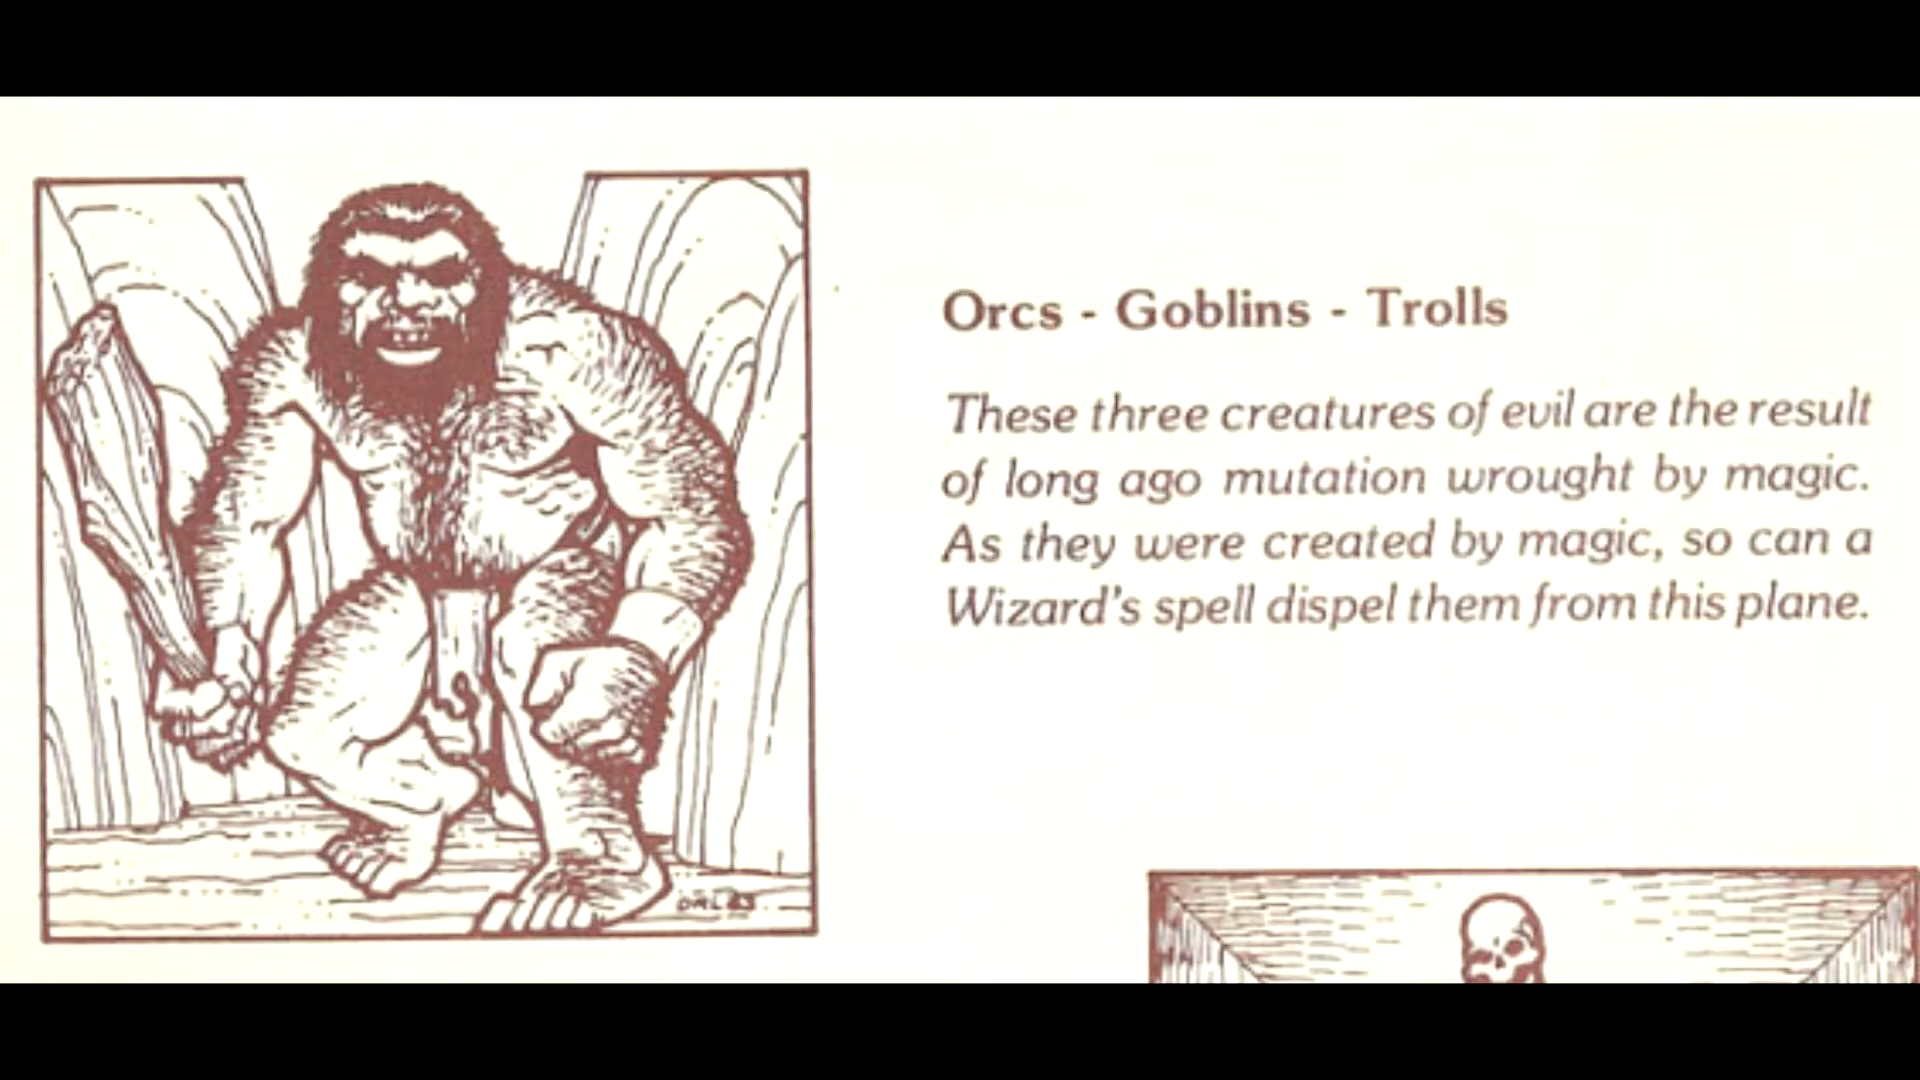 Orcs - Goblins - Trolls
These three creatures of evil are the result
of long ago mutation wrought by magic.
As they were created by magic, so can a
Wizard's spell dispel them from this plane.